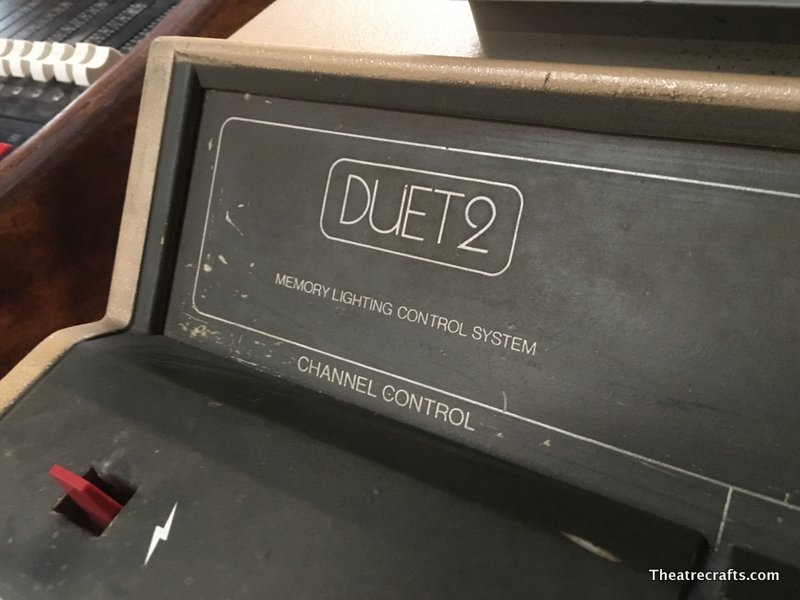 DUET2
MEMORY LIGHTING CONTROL SYSTEM
CHANNEL CONTROL
Theatrecrafts.com